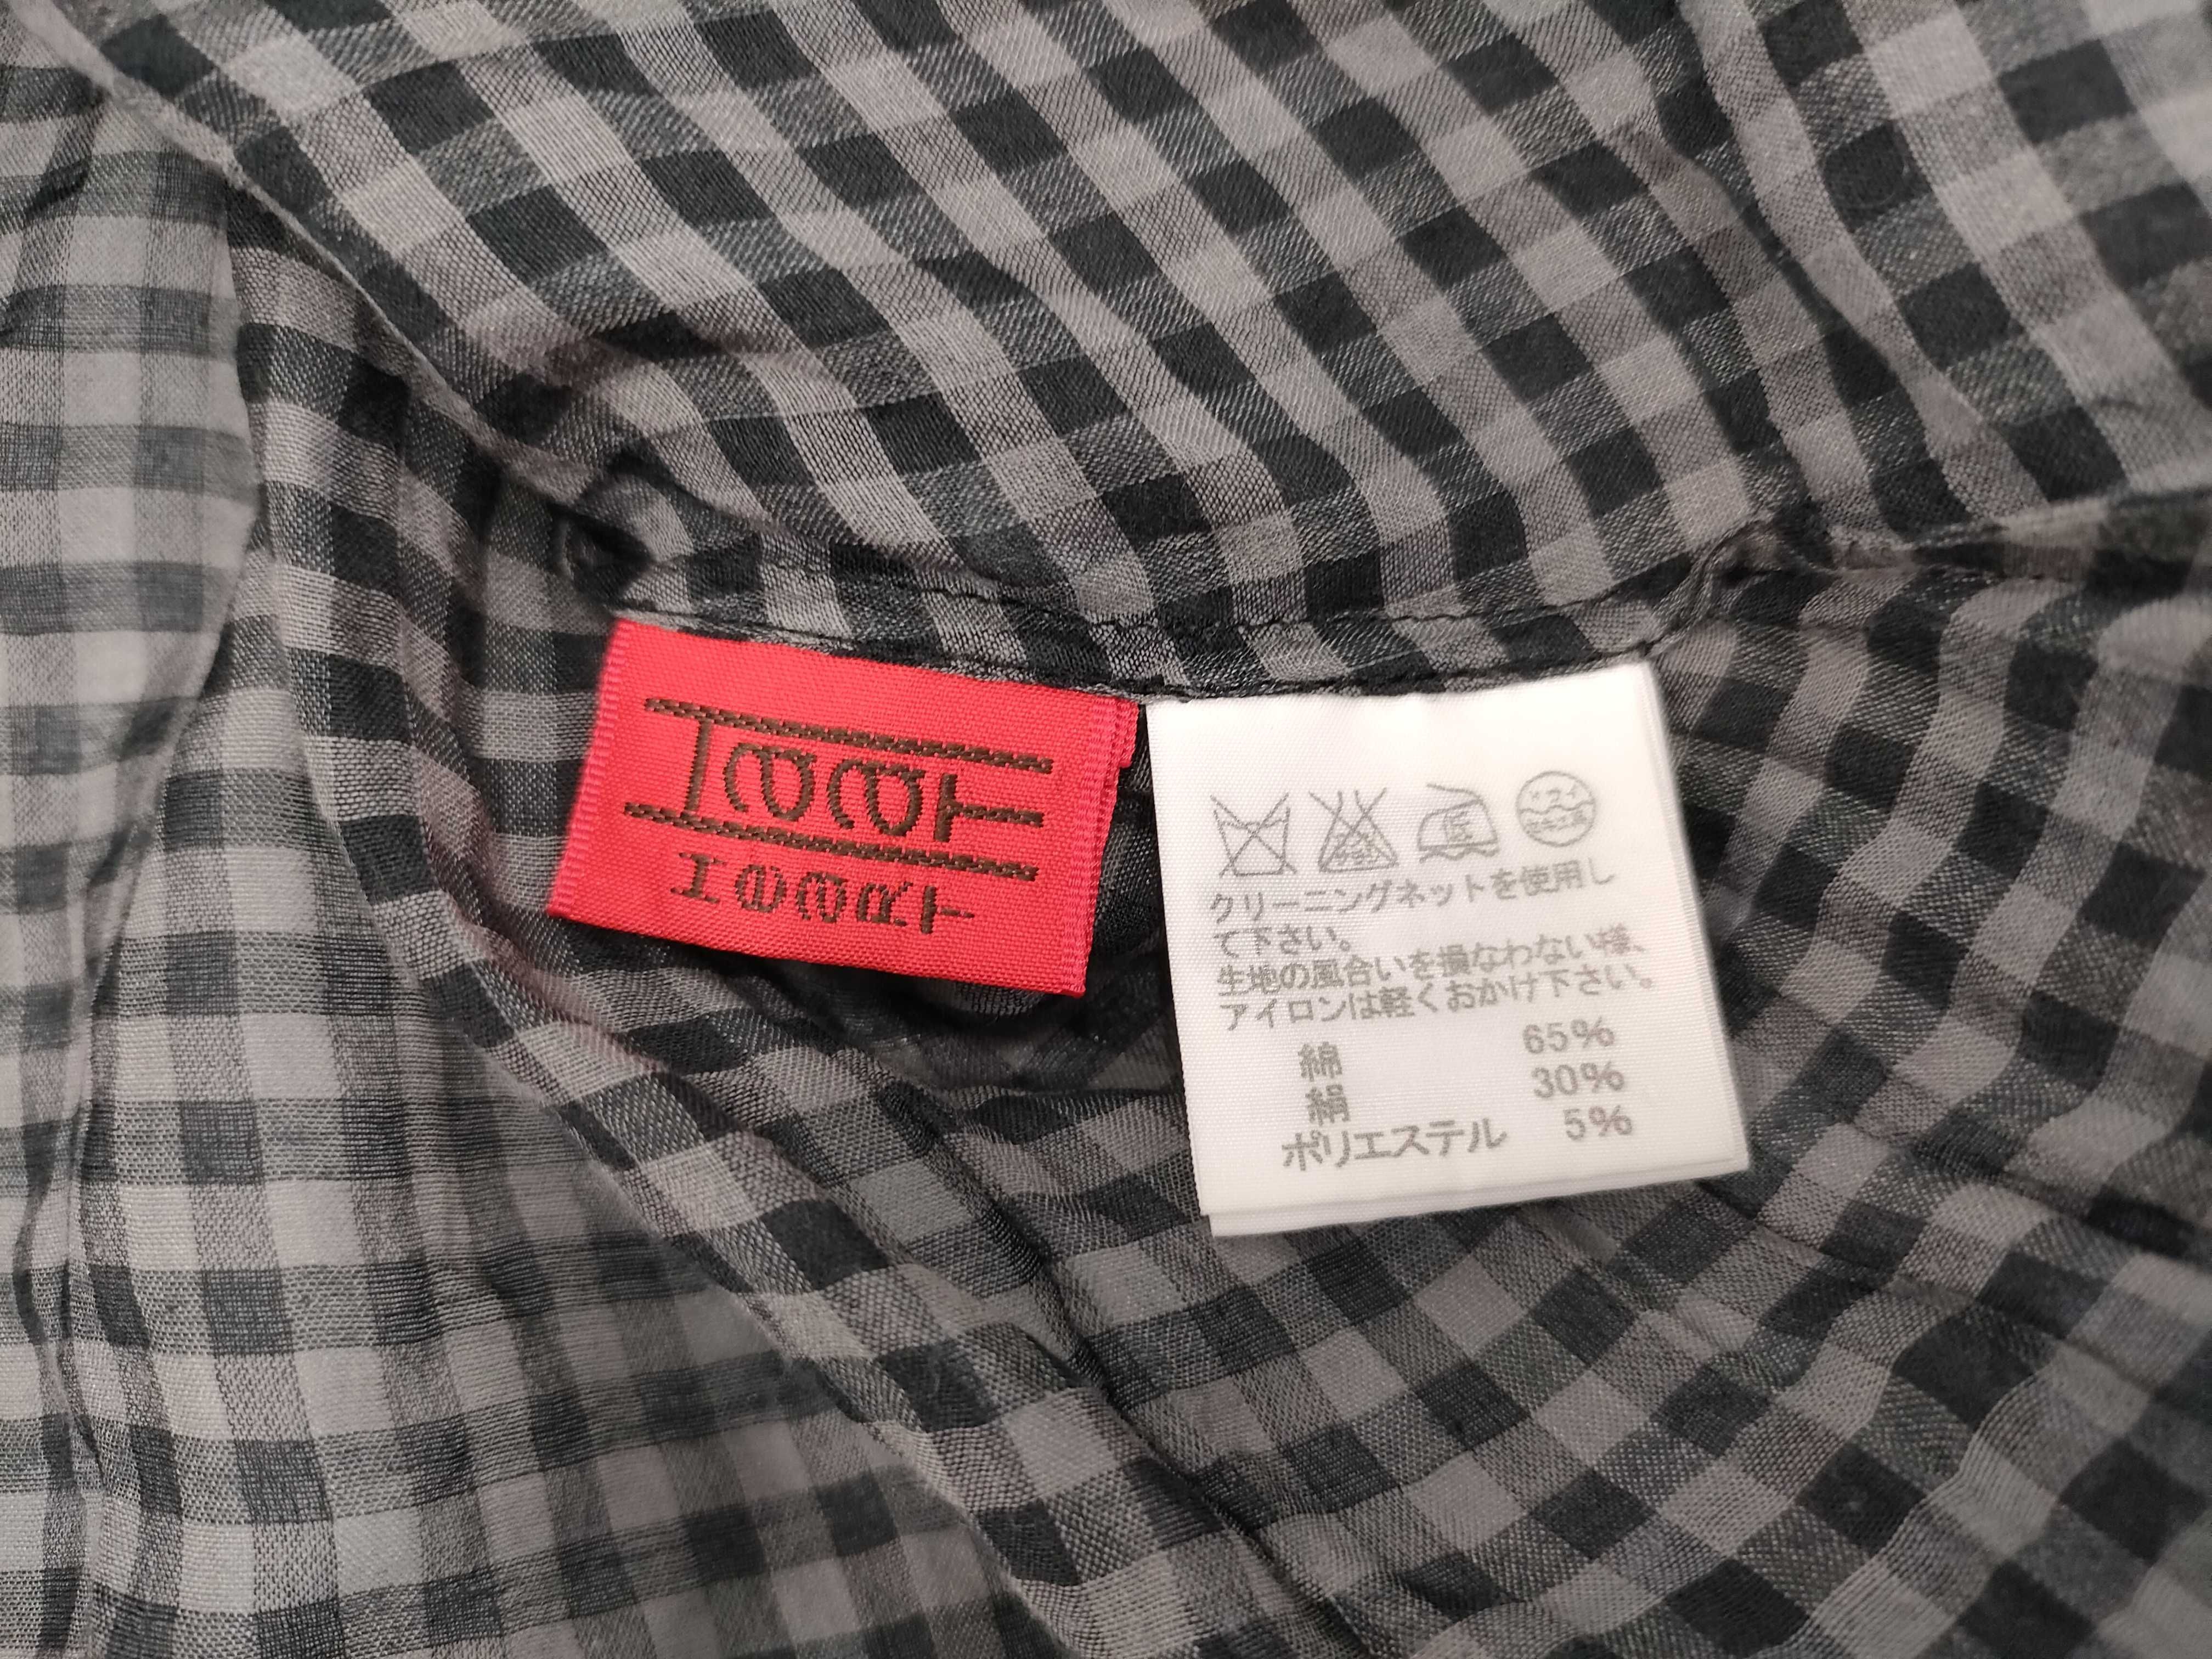 クリーニングネットを使用し
て下さい。
生地の風合いを損なわない様、
アイロンは軽くおかけ下さい。
綿 65%
絹 30%
ポリエステル 5%